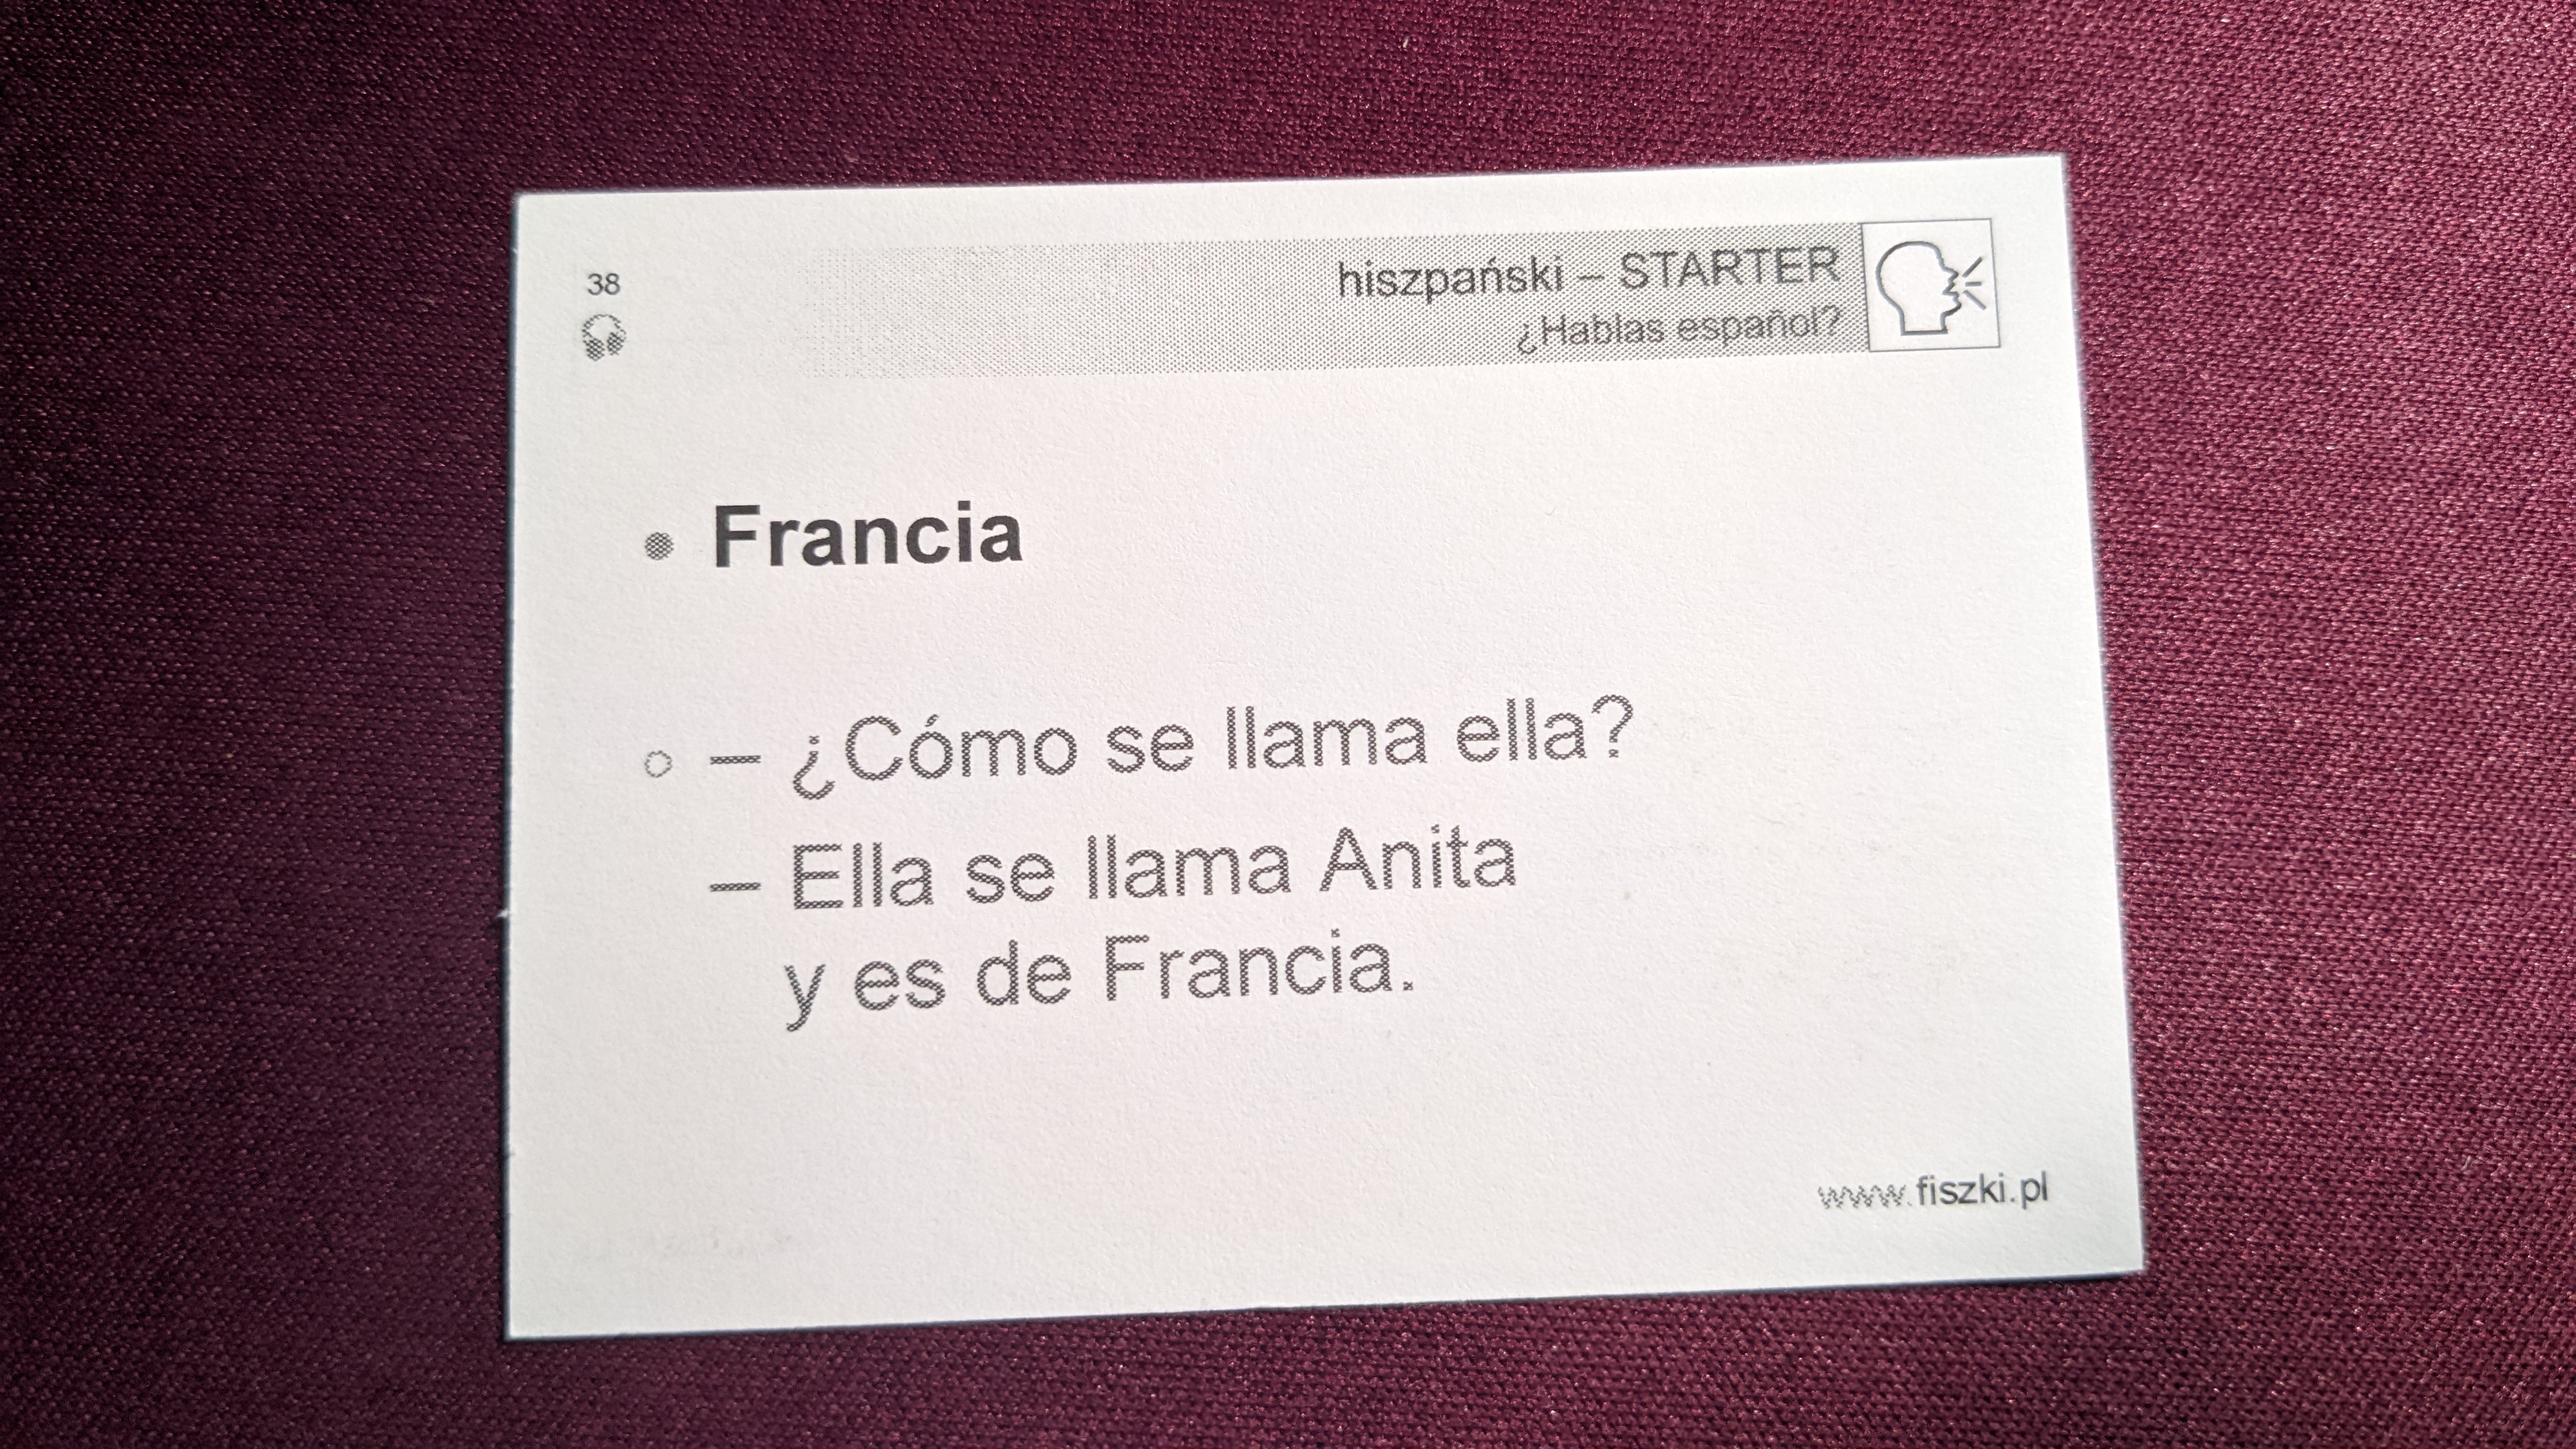 38
hiszpański – STARTER
¿Hablas español?
• Francia
○ – ¿Cómo se llama ella?
– Ella se llama Anita
y es de Francia.
www.fiszki.pl